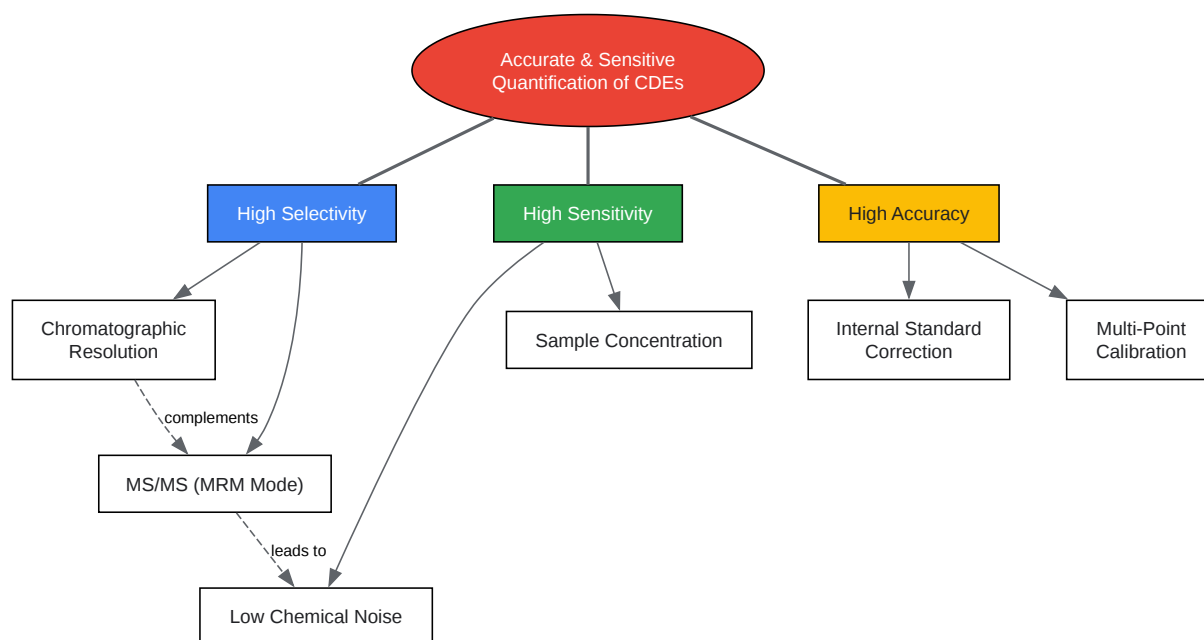 Accurate & Sensitive
Quantification of CDEs
High Selectivity
High Sensitivity
High Accuracy
Chromatographic
Resolution
Sample Concentration
Internal Standard
Correction
Multi-Point
Calibration
complements
MS/MS (MRM Mode)
leads to
Low Chemical Noise